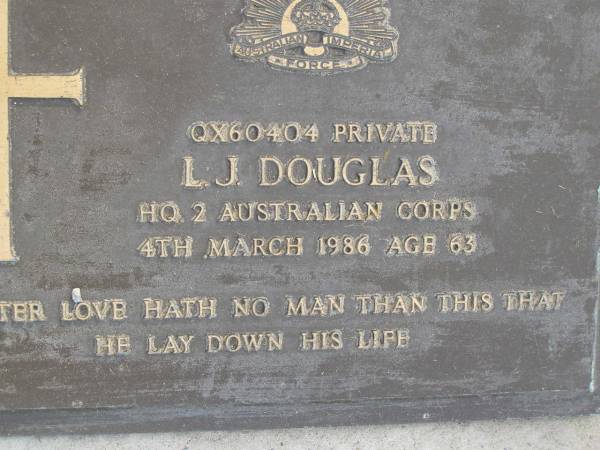 AUSTRALIAN IMPERIAL
FORCE
QX60404 PRIVATE
L. J. DOUGLAS
HQ. 2 AUSTRALIAN CORPS
4TH MARCH 1986 AGE 63
TER LOVE HATH NO MAN THAN THIS THAT
HE LAY DOWN HIS LIFE